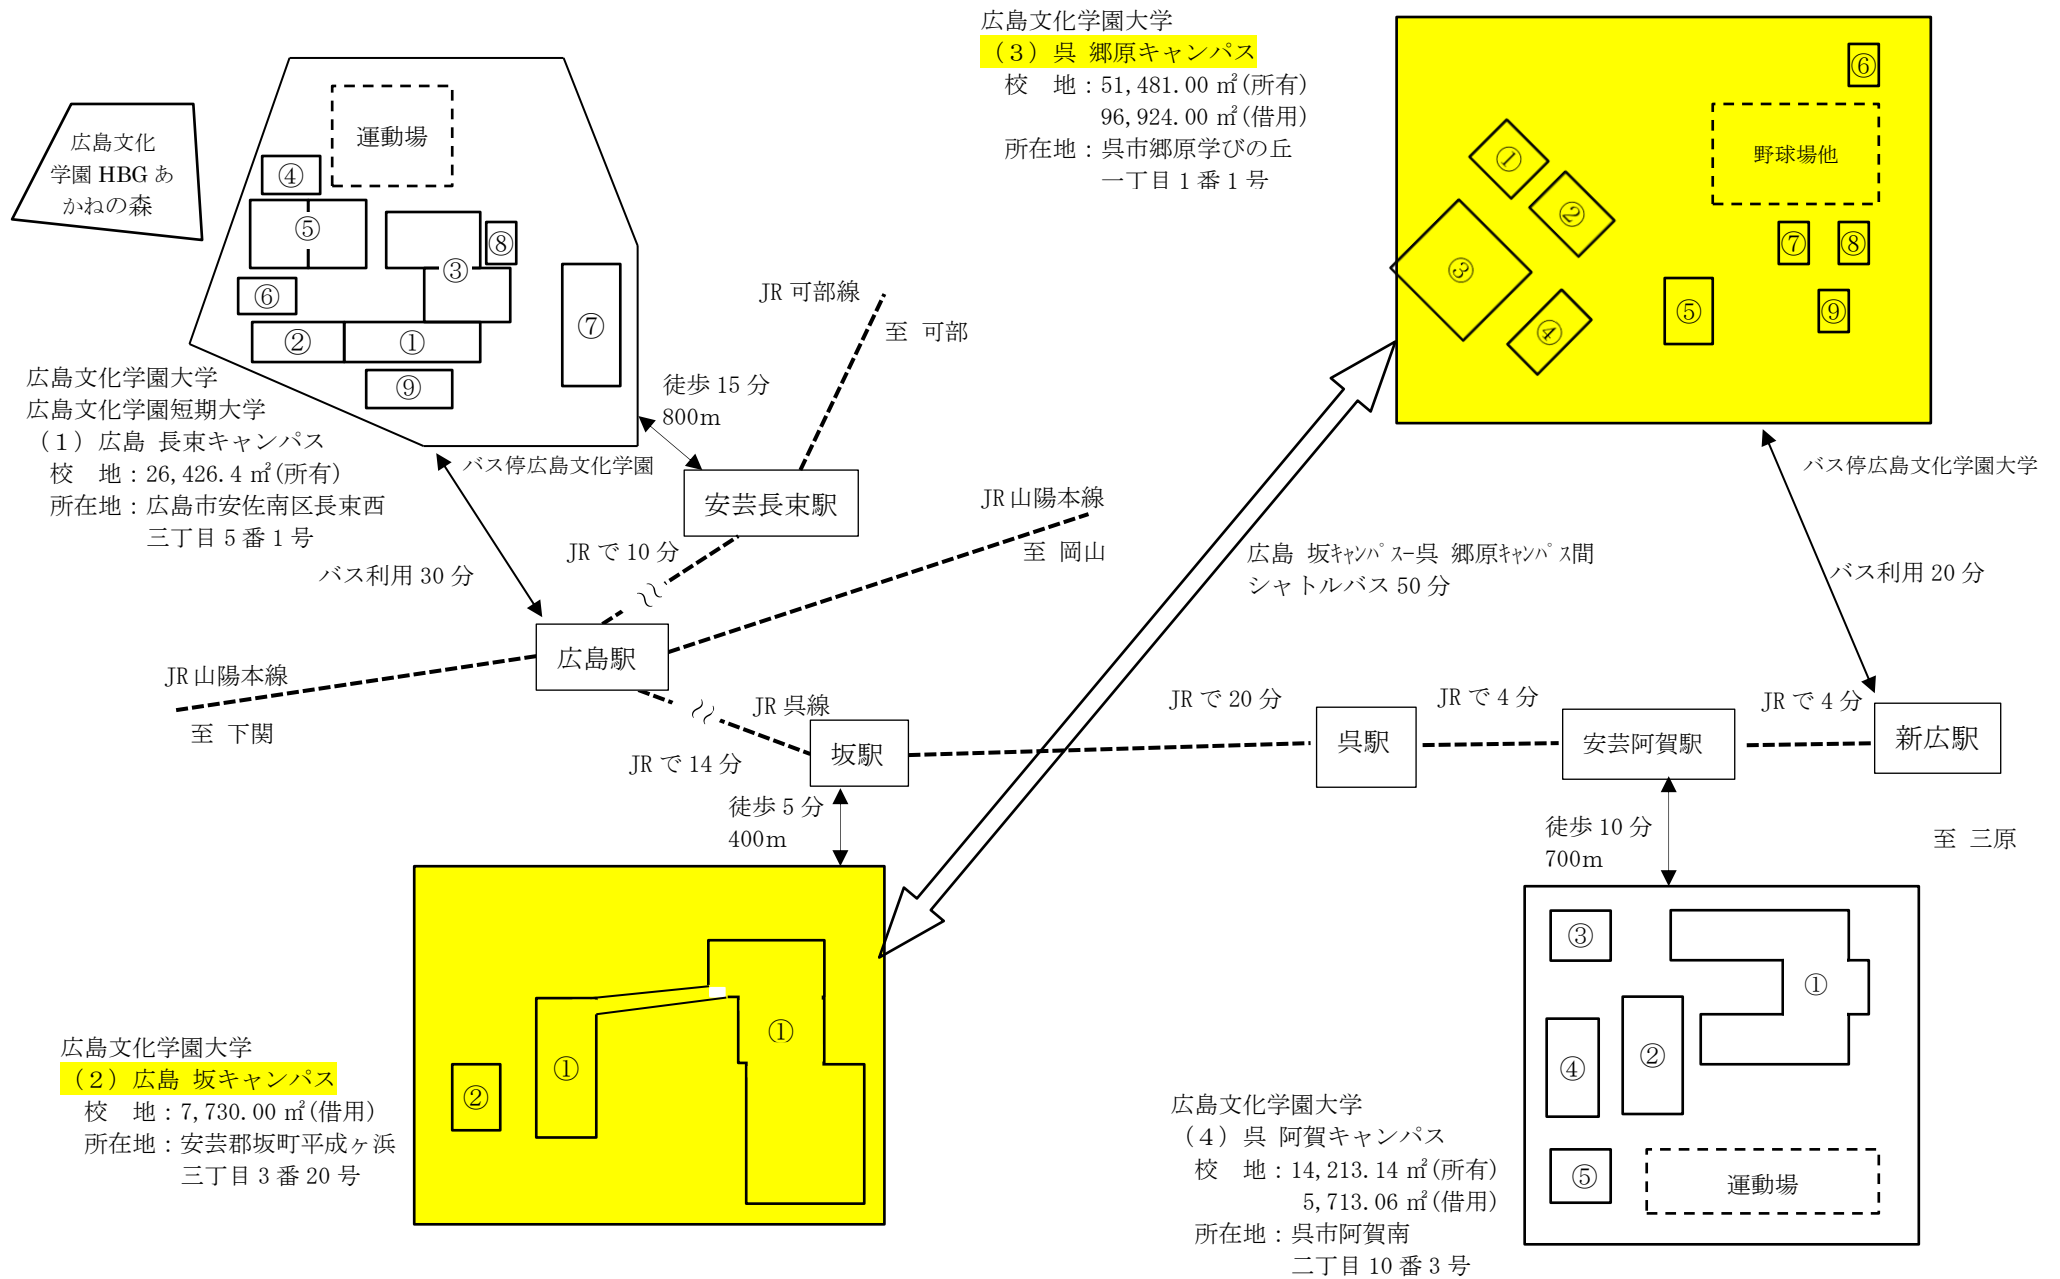 広島文化学園大学
（3）呉 郷原キャンパス
校　地：51,481.00 ㎡(所有)
96,924.00 ㎡(借用)
所在地：呉市郷原学びの丘
一丁目1番1号
⑥
野球場他
①
②
③
④
⑤
⑦
⑧
⑨
運動場
広島文化
学園 HBG あ
かねの森
④
⑤
⑧
③
⑥
②
①
⑦
⑨
広島文化学園大学
広島文化学園短期大学
（1）広島 長束キャンパス
校　地：26,426.4 ㎡(所有)
所在地：広島市安佐南区長束西
三丁目5番1号
JR 可部線
至 可部
徒歩 15 分
800m
バス停広島文化学園
安芸長束駅
JR山陽本線
至 岡山
JR で 10 分
バス利用 30 分
広島駅
JR山陽本線
至 下関
広島 坂ｷｬﾝﾊﾟｽー呉 郷原ｷｬﾝﾊﾟｽ間
シャトルバス 50 分
バス停広島文化学園大学
バス利用 20 分
JR 呉線
JR で 14 分
坂駅
JR で 20 分
呉駅
JR で 4 分
安芸阿賀駅
JR で 4 分
新広駅
至 三原
徒歩 5 分
400m
徒歩 10 分
700m
広島文化学園大学
（2）広島 坂キャンパス
校　地：7,730.00 ㎡(借用)
所在地：安芸郡坂町平成ヶ浜
三丁目3番20号
①
①
②
広島文化学園大学
（4）呉 阿賀キャンパス
校　地：14,213.14 ㎡(所有)
5,713.06 ㎡(借用)
所在地：呉市阿賀南
二丁目10番3号
③
①
②
④
⑤
運動場